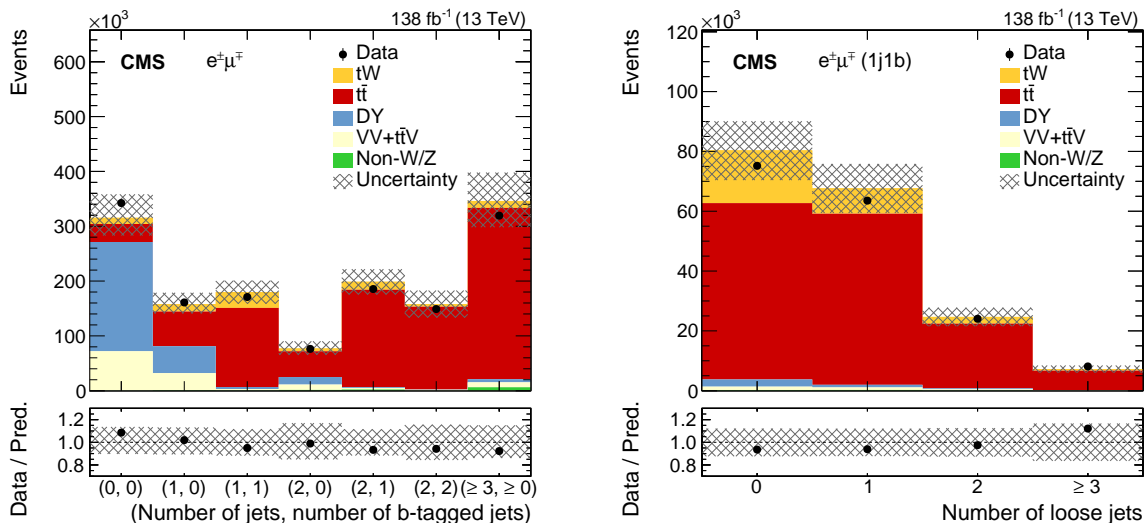 ×10³ 138 fb⁻¹ (13 TeV)
Events
600
500
400
300
200
100
0
CMS e±μ∓
Data
tW
tt̄
DY
VV+tt̄V
Non-W/Z
Uncertainty
Data / Pred.
1.2
1.0
0.8
(0, 0) (1, 0) (1, 1) (2, 0) (2, 1) (2, 2) (≥ 3, ≥ 0)
(Number of jets, number of b-tagged jets)
×10³ 138 fb⁻¹ (13 TeV)
Events
120
100
80
60
40
20
0
CMS e±μ∓ (1j1b)
Data
tW
tt̄
DY
VV+tt̄V
Non-W/Z
Uncertainty
Data / Pred.
1.2
1.0
0.8
0 1 2 ≥ 3
Number of loose jets